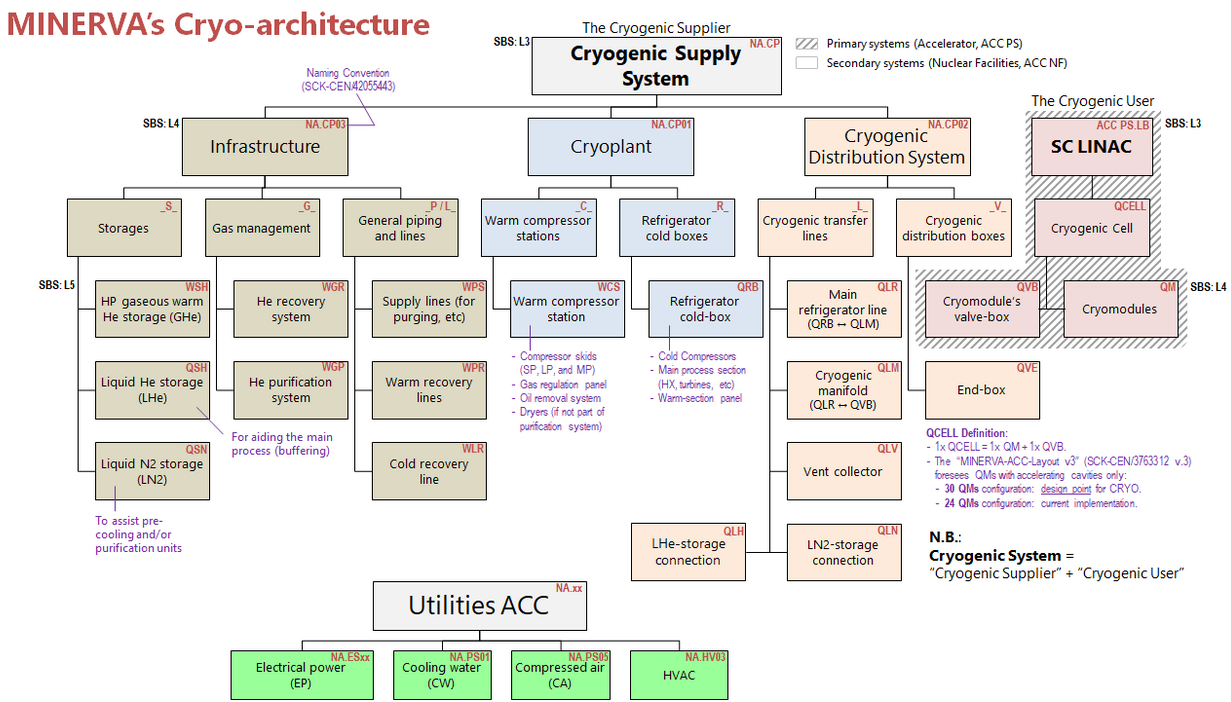 MINERVA's Cryo-architecture
The Cryogenic Supplier
SBS: L3
NA.CP
Cryogenic Supply
System
Primary systems (Accelerator, ACC PS)
Secondary systems (Nuclear Facilities, ACC NF)
Naming Convention
(SCK-CEN/42055443)
The Cryogenic User
SBS: L4
NA.CP03
Infrastructure
NA.CP01
Cryoplant
NA.CP02
Cryogenic
Distribution System
ACC PS.LB
SC LINAC
SBS: L3
_S_
Storages
_G_
Gas management
_P / L_
General piping
and lines
_C_
Warm compressor
stations
_R_
Refrigerator
cold boxes
_L_
Cryogenic transfer
lines
_V_
Cryogenic
distribution boxes
QCELL
Cryogenic Cell
SBS: L5
WSH
HP gaseous warm
He storage (GHe)
WGR
He recovery
system
WPS
Supply lines (for
purging, etc)
WCS
Warm compressor
station
QRB
Refrigerator
cold-box
QLR
Main
refrigerator line
(QRB ↔ QLM)
QVB
Cryomodule's
valve-box
QM
Cryomodules
SBS: L4
- Compressor skids
(SP, LP, and MP)
- Gas regulation panel
- Oil removal system
- Dryers (if not part of
purification system)
- Cold Compressors
- Main process section
(HX, turbines, etc)
- Warm-section panel
QSH
Liquid He storage
(LHe)
WGP
He purification
system
WPR
Warm recovery
lines
QLM
Cryogenic
manifold
(QLR ↔ QVB)
QVE
End-box
For aiding the main
process (buffering)
QCELL Definition:
- 1x QCELL = 1x QM + 1x QVB.
- The "MINERVA-ACC-Layout v3" (SCK-CEN/3763312 v.3)
foresees QMs with accelerating cavities only:
- 30 QMs configuration: design point for CRYO.
- 24 QMs configuration: current implementation.
QSN
Liquid N2 storage
(LN2)
WLR
Cold recovery
line
QLV
Vent collector
To assist pre-
cooling and/or
purification units
QLH
LHe-storage
connection
QLN
LN2-storage
connection
N.B.:
Cryogenic System =
"Cryogenic Supplier" + "Cryogenic User"
NA.xx
Utilities ACC
NA.ESxx
Electrical power
(EP)
NA.PS01
Cooling water
(CW)
NA.PS05
Compressed air
(CA)
NA.HV03
HVAC